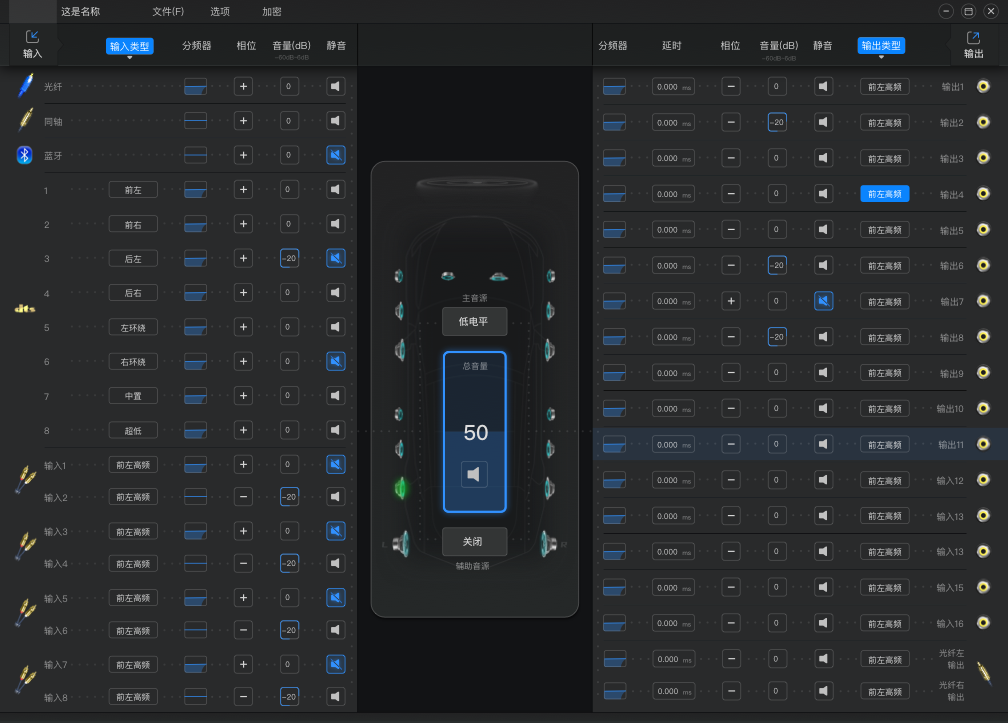 这是名称 文件(F) 选项 加密
输入 输入类型 分频器 相位 音量(dB) 静音
-60dB-6dB
分频器 延时 相位 音量(dB) 静音 输出类型 输出
-60dB-6dB
光纤 + 0
同轴 + 0
蓝牙 + 0
1 前左 + 0
2 前右 + 0
3 后左 + -20
4 后右 + 0
5 左环绕 + 0
6 右环绕 + 0
7 中置 + 0
8 超低 + 0
输入1 前左高频 + 0
输入2 前左高频 − -20
输入3 前左高频 + 0
输入4 前左高频 − -20
输入5 前左高频 + 0
输入6 前左高频 − -20
输入7 前左高频 + 0
输入8 前左高频 − -20
主音源
低电平
总音量
50
关闭
辅助音源
L
R
0.000 ms − 0 前左高频 输出1
0.000 ms − -20 前左高频 输出2
0.000 ms − 0 前左高频 输出3
0.000 ms − 0 前左高频 输出4
0.000 ms − 0 前左高频 输出5
0.000 ms − -20 前左高频 输出6
0.000 ms + 0 前左高频 输出7
0.000 ms − -20 前左高频 输出8
0.000 ms − 0 前左高频 输出9
0.000 ms − 0 前左高频 输出10
0.000 ms − 0 前左高频 输出11
0.000 ms − 0 前左高频 输入12
0.000 ms − 0 前左高频 输入13
0.000 ms − 0 前左高频 输入13
0.000 ms − 0 前左高频 输入15
0.000 ms − 0 前左高频 输入16
0.000 ms − 0 前左高频 光纤左
输出
0.000 ms − 0 前左高频 光纤右
输出